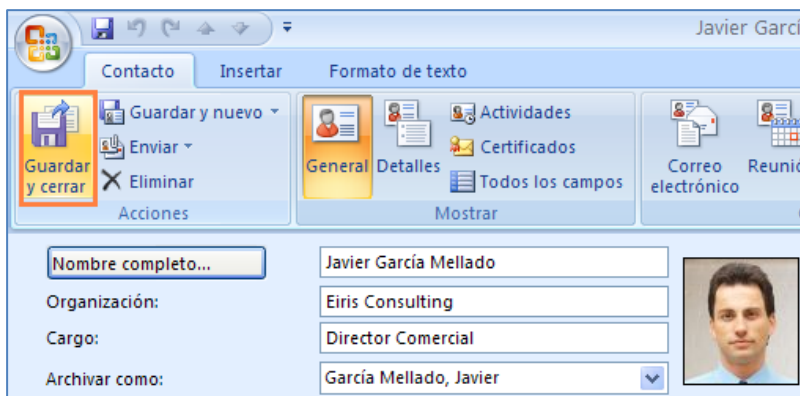 Javier Garcí
Contacto Insertar Formato de texto
Guardar y cerrar
Guardar y nuevo
Enviar
Eliminar
Acciones
General
Detalles
Actividades
Certificados
Todos los campos
Mostrar
Correo electrónico
Reunió
Nombre completo... Javier García Mellado
Organización: Eiris Consulting
Cargo: Director Comercial
Archivar como: García Mellado, Javier